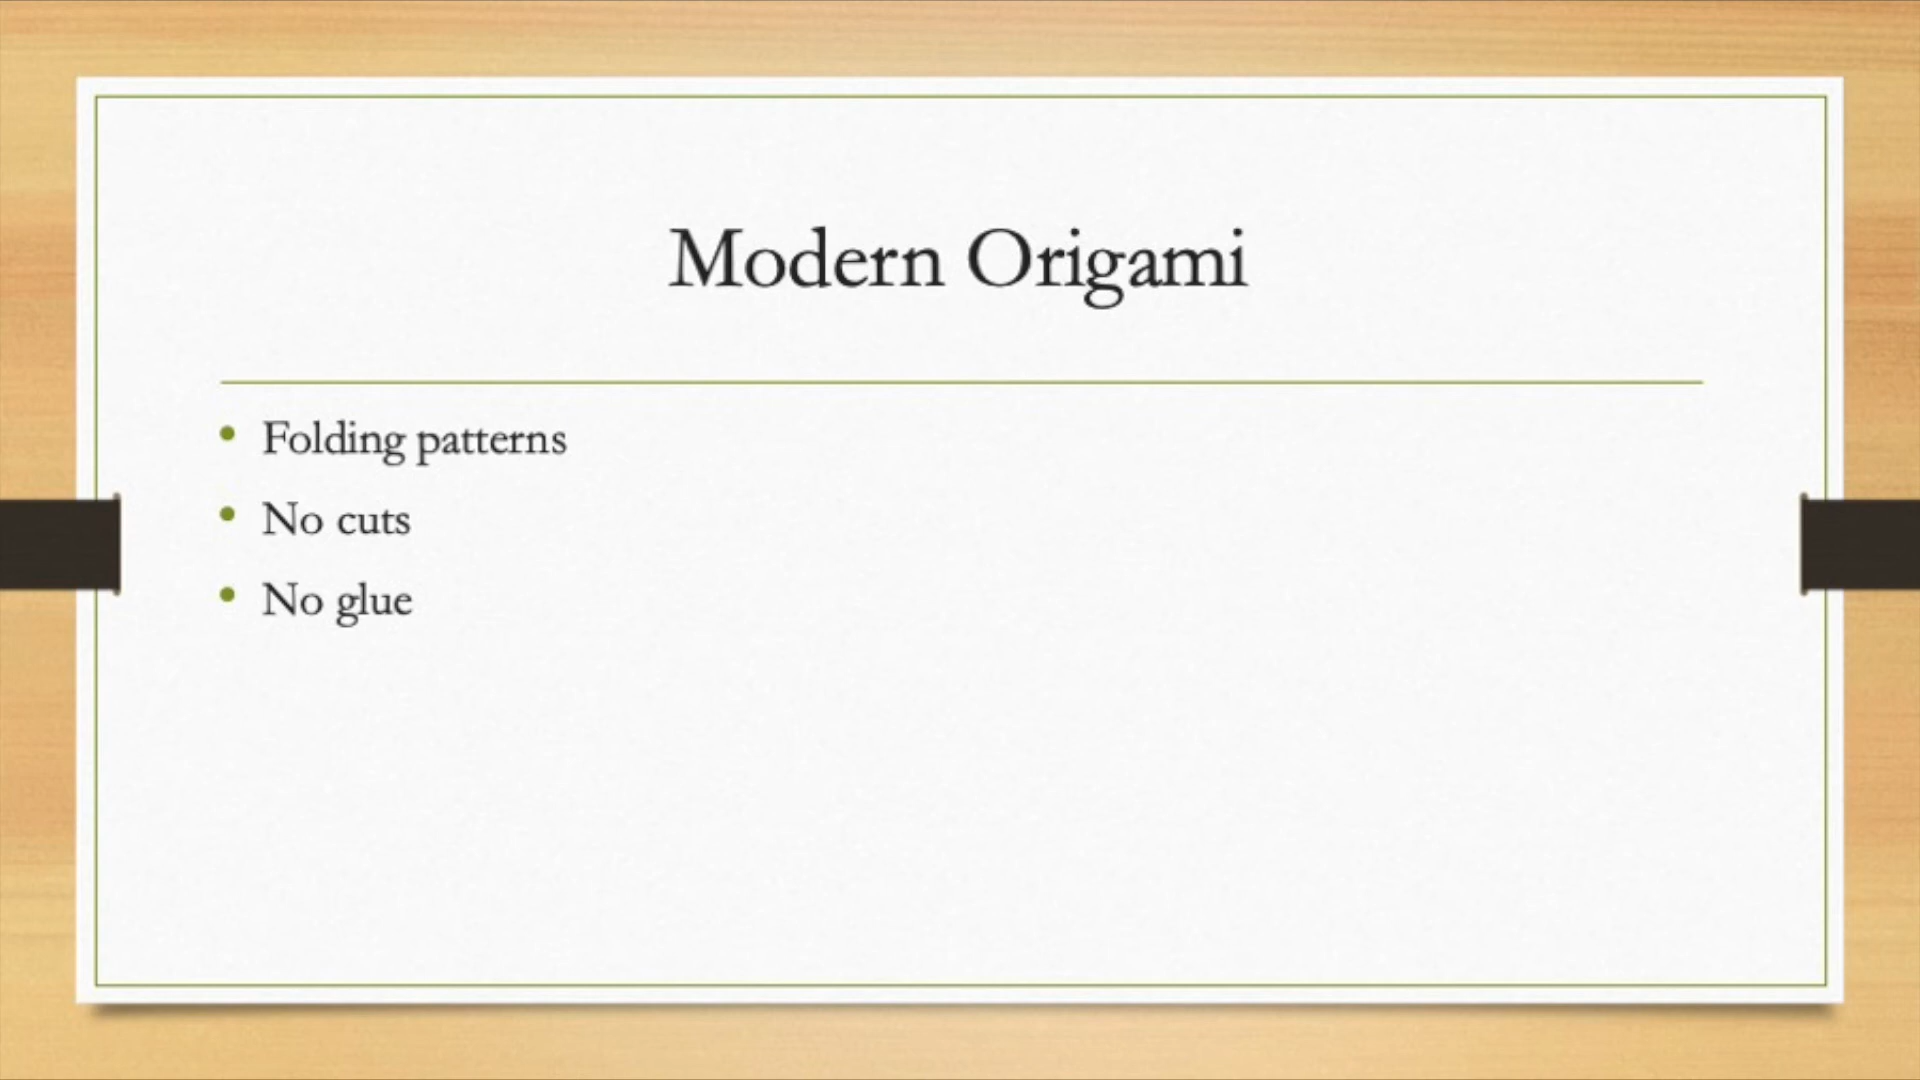 Modern Origami
• Folding patterns
• No cuts
• No glue